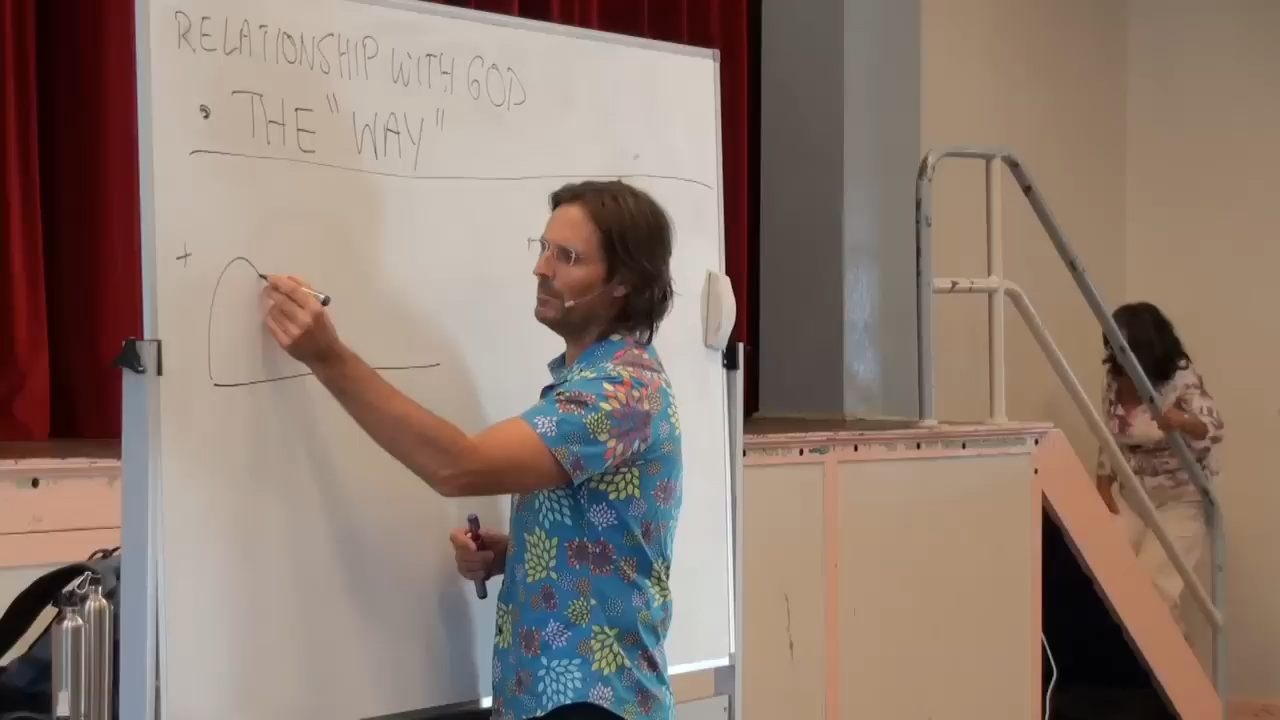 RELATIONSHIP WITH GOD
• THE "WAY"
+